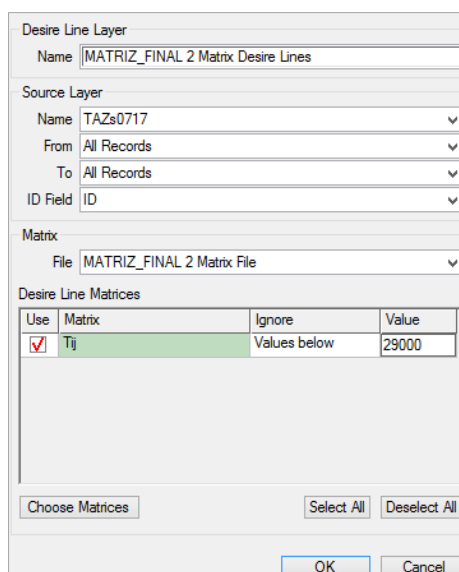 Desire Line Layer
Name MATRIZ_FINAL 2 Matrix Desire Lines
Source Layer
Name TAZs0717
From All Records
To All Records
ID Field ID
Matrix
File MATRIZ_FINAL 2 Matrix File
Desire Line Matrices
Use Matrix Ignore Value
Tij Values below 29000
Choose Matrices Select All Deselect All
OK Cancel